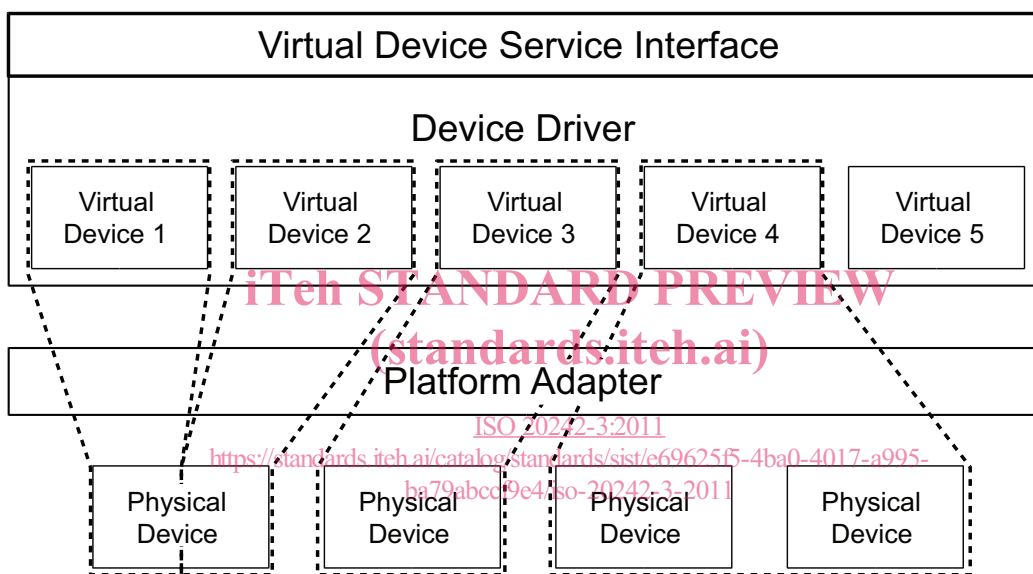 Virtual Device Service Interface
Device Driver
Virtual
Device 1
Virtual
Device 2
Virtual
Device 3
Virtual
Device 4
Virtual
Device 5
iTeh STANDARD PREVIEW
(standards.iteh.ai)
Platform Adapter
ISO 20242-3:2011
https://standards.iteh.ai/catalog/standards/sist/e69625f5-4ba0-4017-a995-
ba79abccf9e4/iso-20242-3-2011
Physical
Device
Physical
Device
Physical
Device
Physical
Device